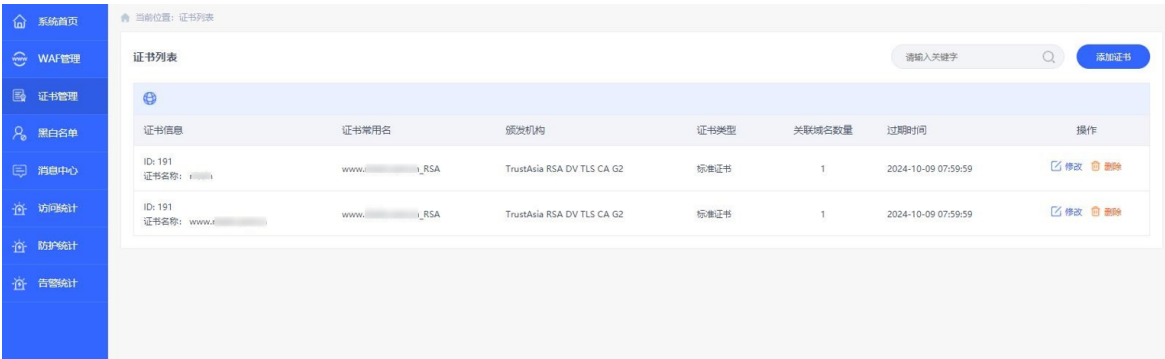 系统首页
WAF管理
证书管理
黑白名单
消息中心
访问统计
防护统计
告警统计
当前位置：证书列表
证书列表
请输入关键字
添加证书
证书信息 证书常用名 颁发机构 证书类型 关联域名数量 过期时间 操作
ID: 191
证书名称：
www. _RSA TrustAsia RSA DV TLS CA G2 标准证书 1 2024-10-09 07:59:59 修改 删除
ID: 191
证书名称： www.
www. _RSA TrustAsia RSA DV TLS CA G2 标准证书 1 2024-10-09 07:59:59 修改 删除